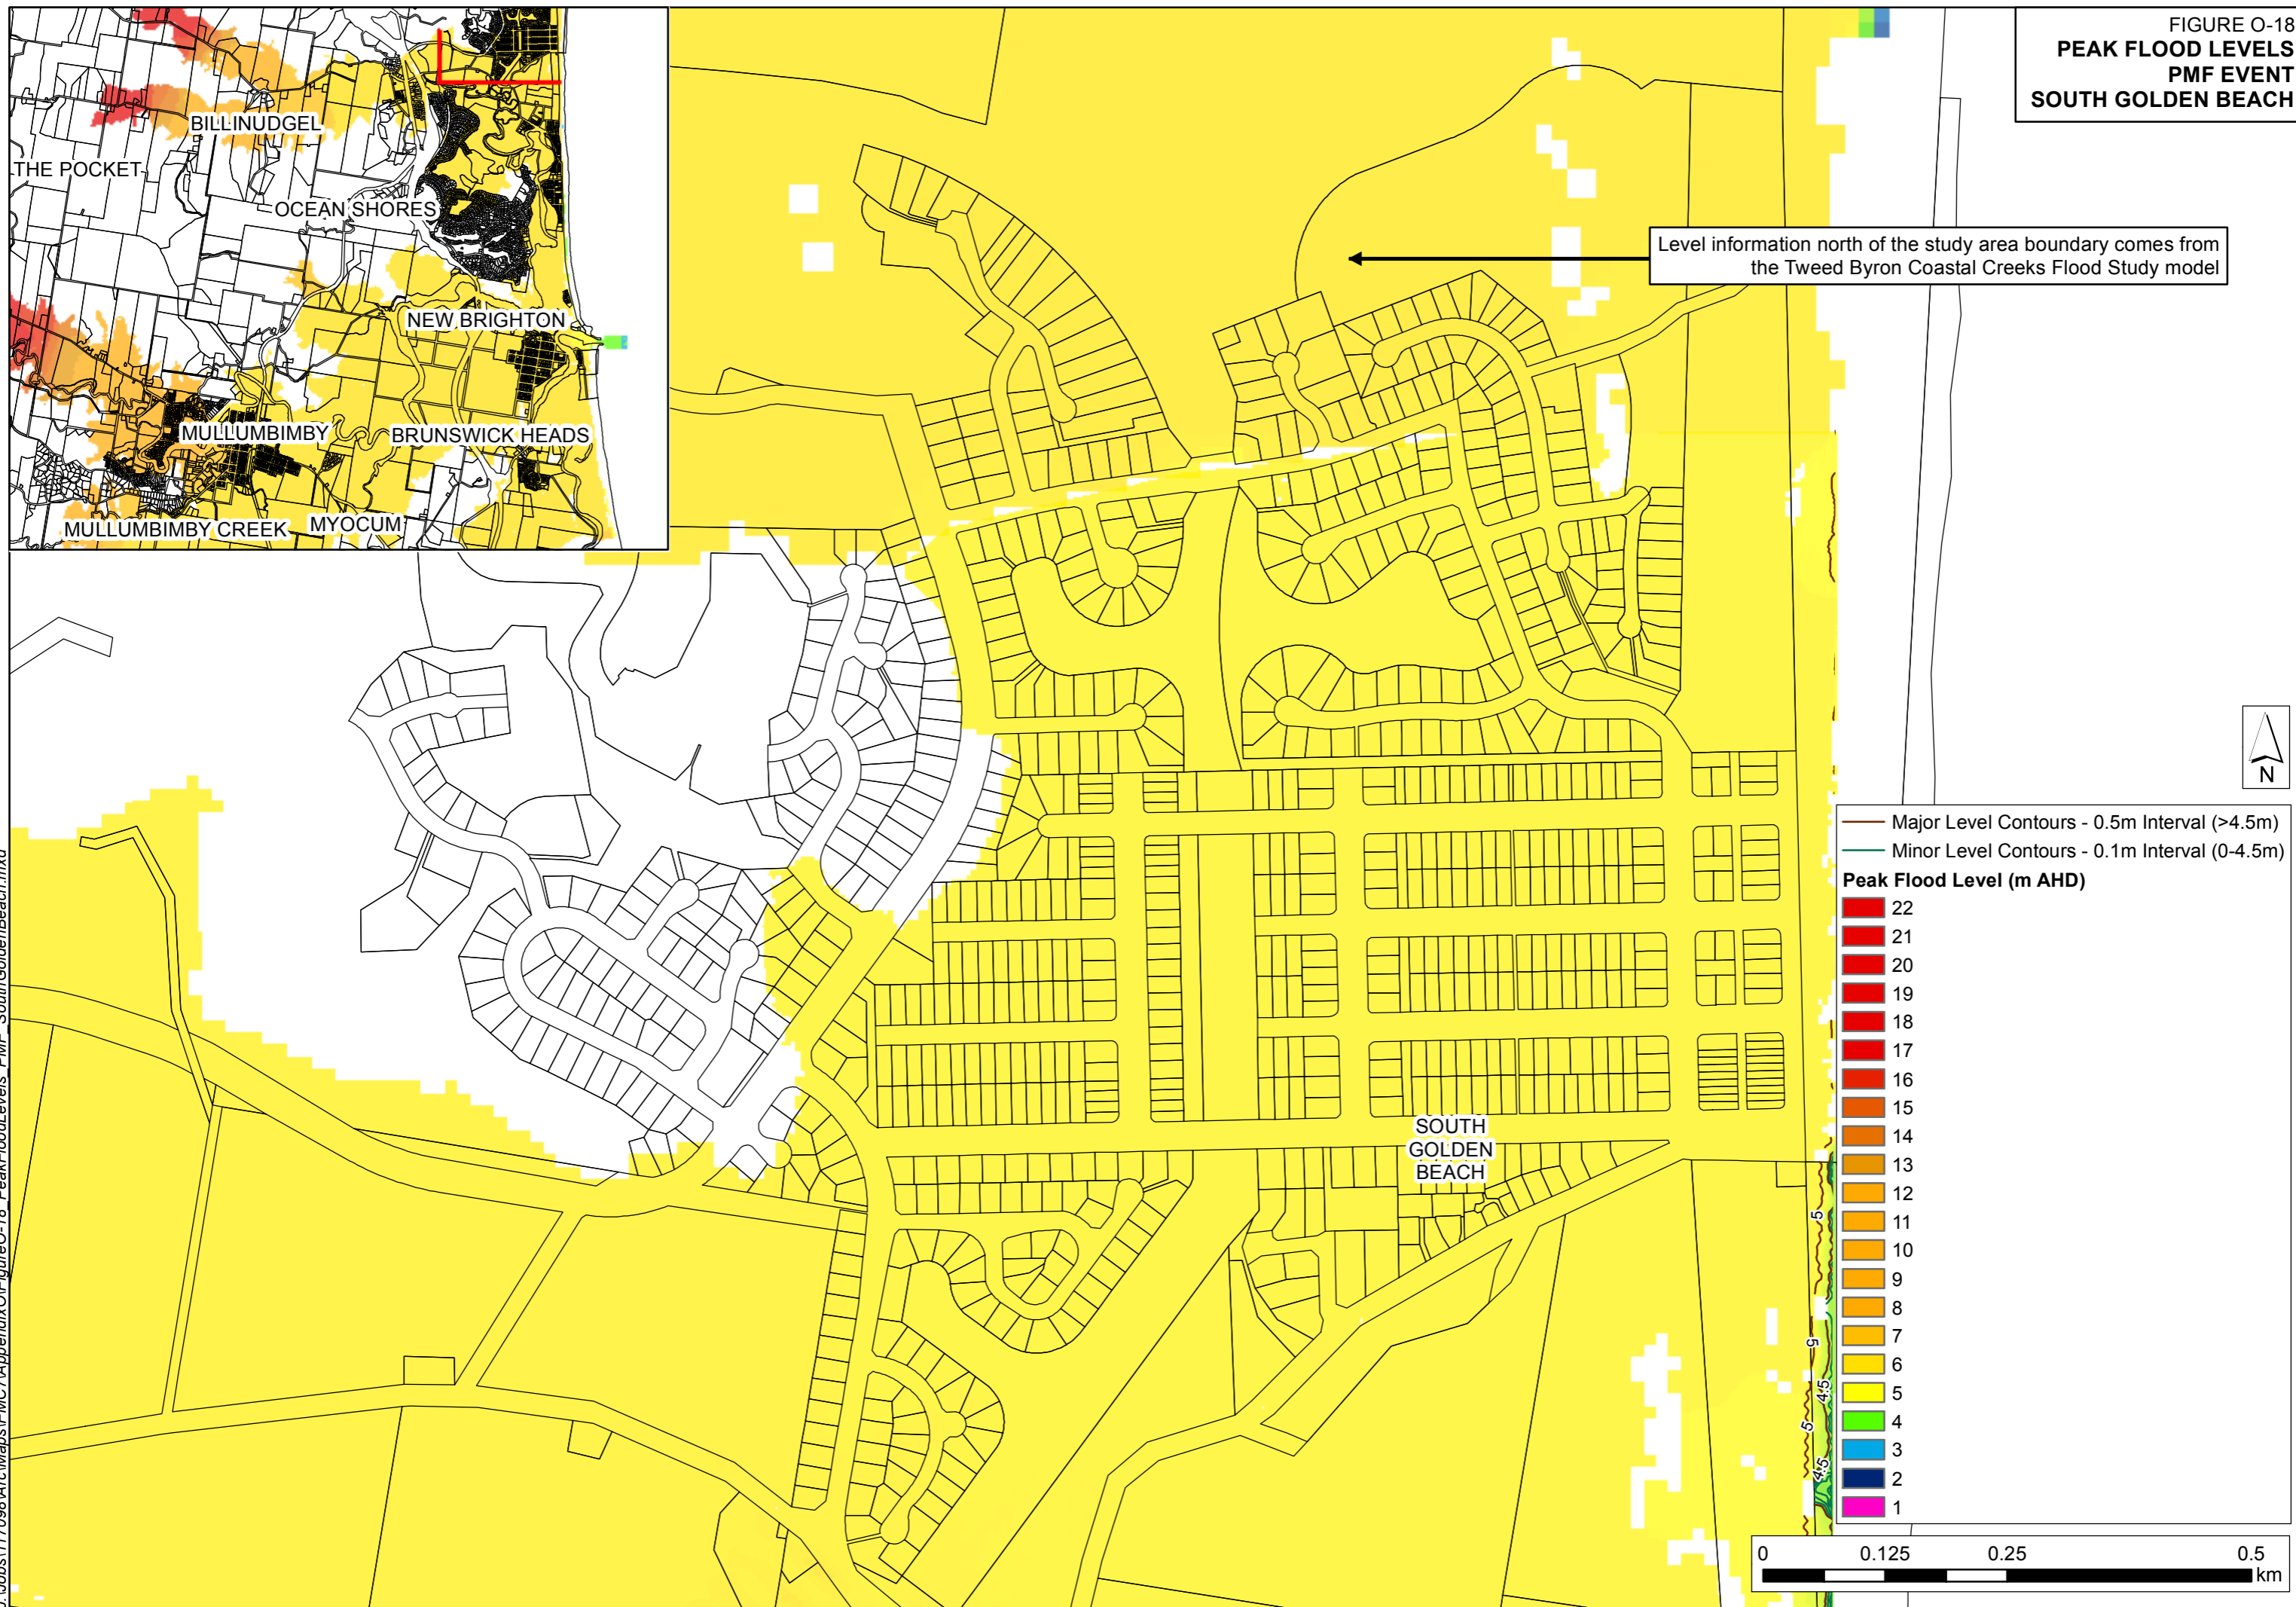 FIGURE O-18
PEAK FLOOD LEVELS
PMF EVENT
SOUTH GOLDEN BEACH
BILLINUDGEL
THE POCKET
OCEAN SHORES
NEW BRIGHTON
MULLUMBIMBY
BRUNSWICK HEADS
MULLUMBIMBY CREEK
MYOCUM
Level information north of the study area boundary comes from
the Tweed Byron Coastal Creeks Flood Study model
N
Major Level Contours - 0.5m Interval (>4.5m)
Minor Level Contours - 0.1m Interval (0-4.5m)
Peak Flood Level (m AHD)
22
21
20
19
18
17
16
15
14
13
12
11
10
9
8
7
6
5
4
3
2
1
SOUTH
GOLDEN
BEACH
5
5
4.5
5
4.5
0 0.125 0.25 0.5
km